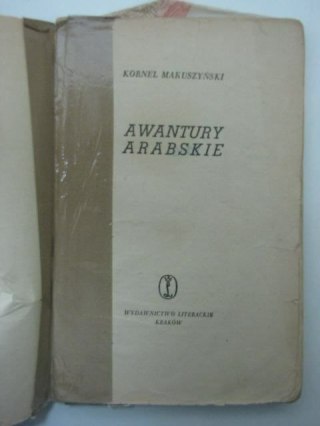 KORNEL MAKUSZYŃSKI
AWANTURY
ARABSKIE
WYDAWNICTWO LITERACKIE
KRAKÓW